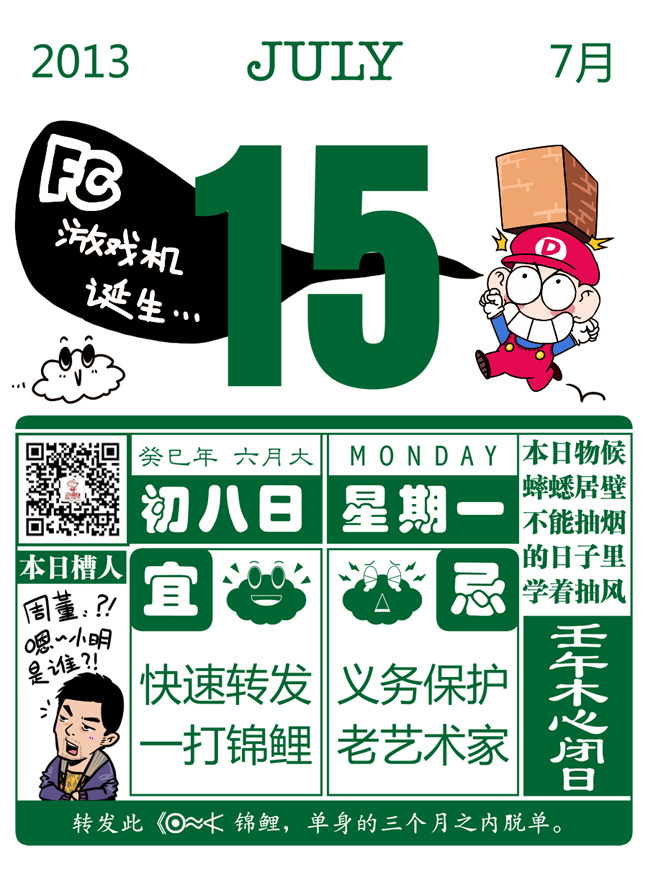 2013 JULY 7月
15
FC
游戏机
诞生...
D
癸巳年 六月大
初八日
MONDAY
星期一
本日物候
蟀蟋居壁
不能抽烟
的日子里
学着抽风
本日槽人
周董：?!
嗯~小明
是谁?!
宜
快速转发
一打锦鲤
忌
义务保护
老艺术家
壬午木心闭日
转发此 锦鲤，单身的三个月之内脱单。